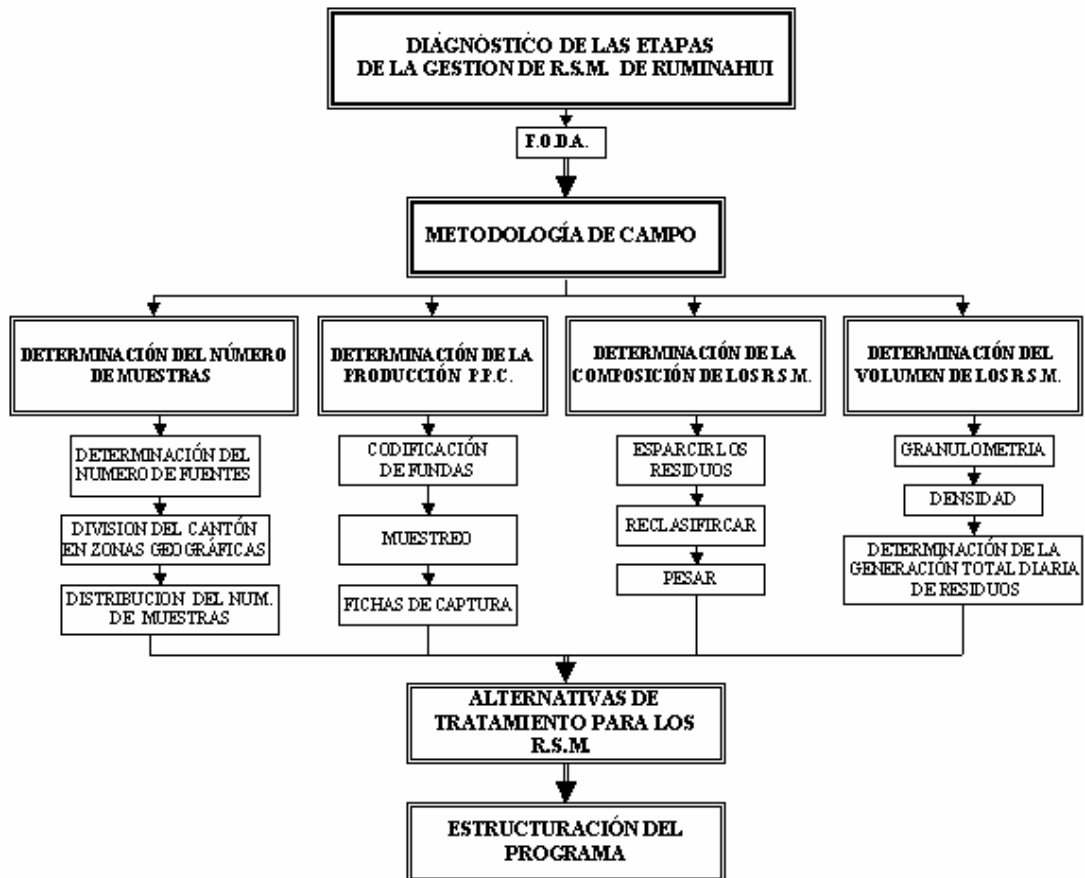 DIAGNÓSTICO DE LAS ETAPAS
DE LA GESTION DE R.S.M. DE RUMINAHUI
F.O.D.A.
METODOLOGÍA DE CAMPO
DETERMINACIÓN DEL NÚMERO
DE MUESTRAS
DETERMINACIÓN DE LA
PRODUCCIÓN P.P.C.
DETERMINACIÓN DE LA
COMPOSICIÓN DE LOS R.S.M.
DETERMINACIÓN DEL
VOLUMEN DE LOS R.S.M.
DETERMINACIÓN DEL
NUMERO DE FUENTES
DIVISION DEL CANTÓN
EN ZONAS GEOGRÁFICAS
DISTRIBUCION DEL NUM.
DE MUESTRAS
CODIFICACIÓN
DE FUNDAS
MUESTREO
FICHAS DE CAPTURA
ESPARCIR LOS
RESIDUOS
RECLASIFIRCAR
PESAR
GRANULOMETRIA
DENSIDAD
DETERMINACIÓN DE LA
GENERACIÓN TOTAL DIARIA
DE RESIDUOS
ALTERNATIVAS DE
TRATAMIENTO PARA LOS
R.S.M.
ESTRUCTURACIÓN DEL
PROGRAMA